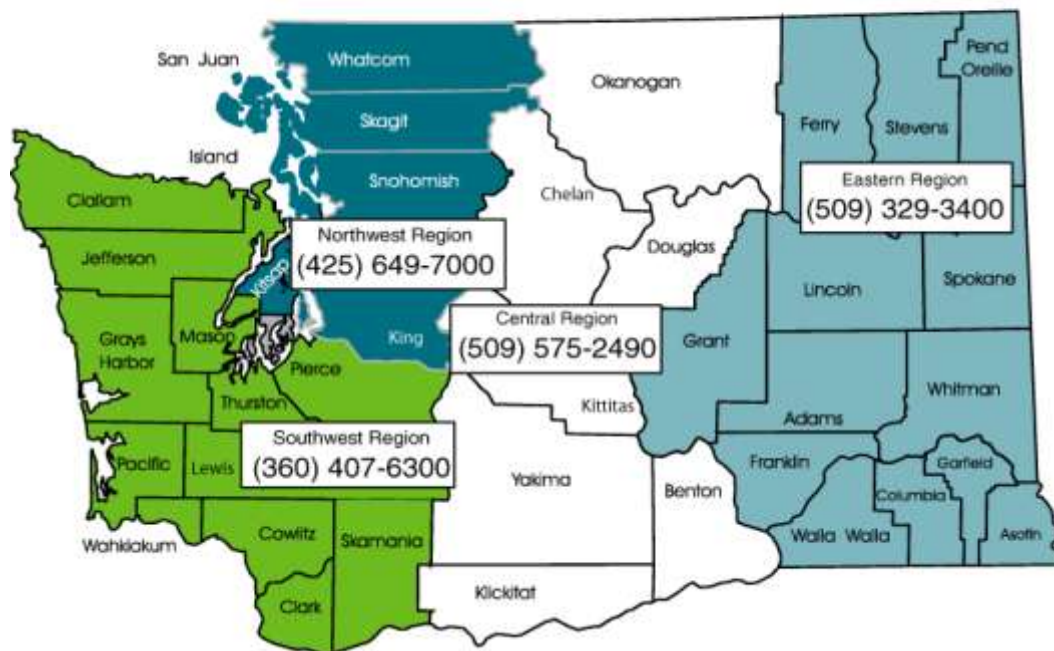 San Juan
Whatcom
Skagit
Island
Snohomish
Okanogan
Ferry
Stevens
Pend
Oreille
Chelan
Douglas
Eastern Region
(509) 329-3400
Clallam
Jefferson
Northwest Region
(425) 649-7000
Kitsap
Lincoln
Spokane
Grays
Harbor
Mason
King
Pierce
Thurston
Central Region
(509) 575-2490
Grant
Kittitas
Adams
Whitman
Southwest Region
(360) 407-6300
Pacific
Lewis
Yakima
Benton
Franklin
Garfield
Columbia
Walla Walla
Asotin
Wahkiakum
Cowlitz
Skamania
Clark
Klickitat